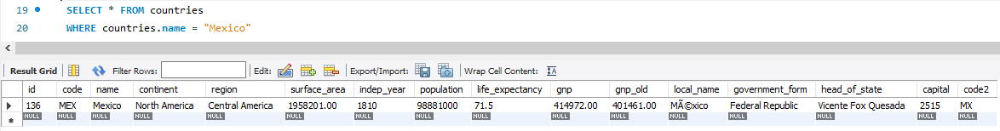 19 SELECT * FROM countries
20 WHERE countries.name = "Mexico"
Result Grid Filter Rows: Edit: Export/Import: Wrap Cell Content: IA
id code name continent region surface_area indep_year population life_expectancy gnp gnp_old local_name government_form head_of_state capital code2
136 MEX Mexico North America Central America 1958201.00 1810 98881000 71.5 414972.00 401461.00 MÃ©xico Federal Republic Vicente Fox Quesada 2515 MX
NULL NULL NULL NULL NULL NULL NULL NULL NULL NULL NULL NULL NULL NULL NULL NULL